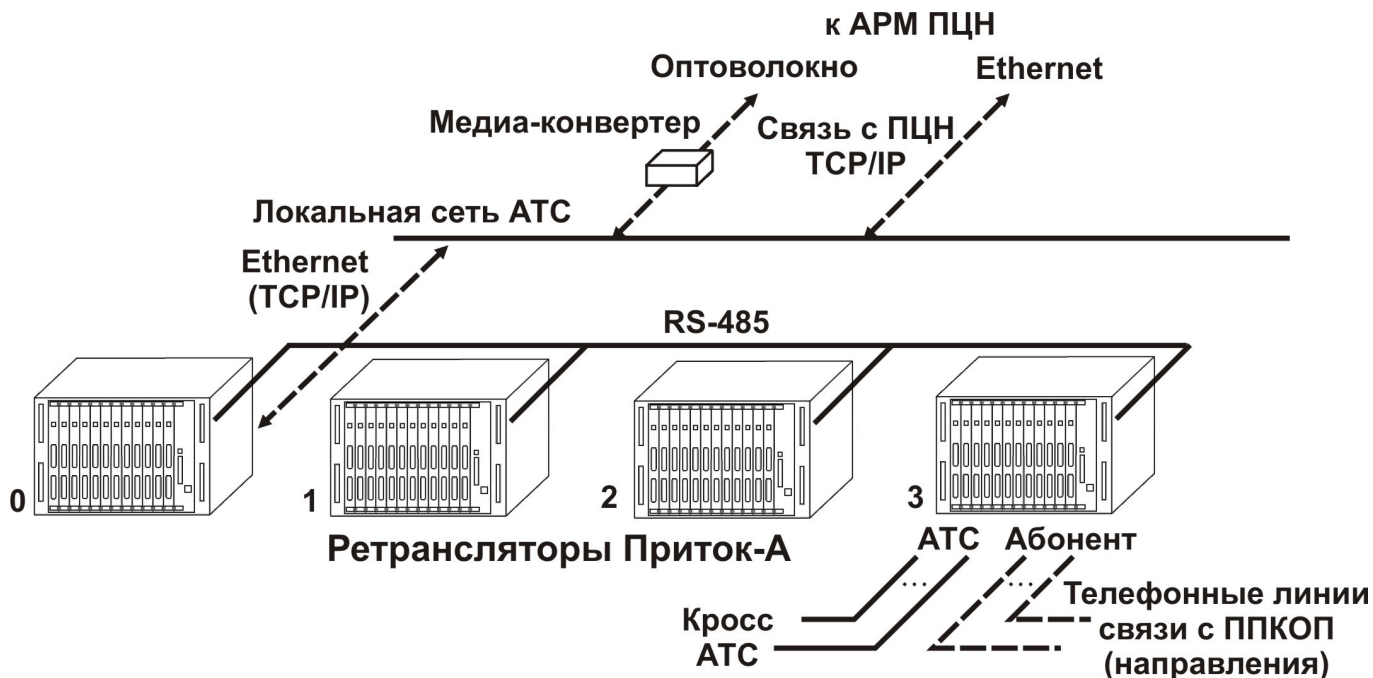 к АРМ ПЦН
Оптоволокно
Ethernet
Медиа-конвертер
Связь с ПЦН
TCP/IP
Локальная сеть АТС
Ethernet
(TCP/IP)
RS-485
0
1
2
3
Ретрансляторы Приток-А
АТС
Абонент
...
...
Кросс
АТС
Телефонные линии
связи с ППКОП
(направления)